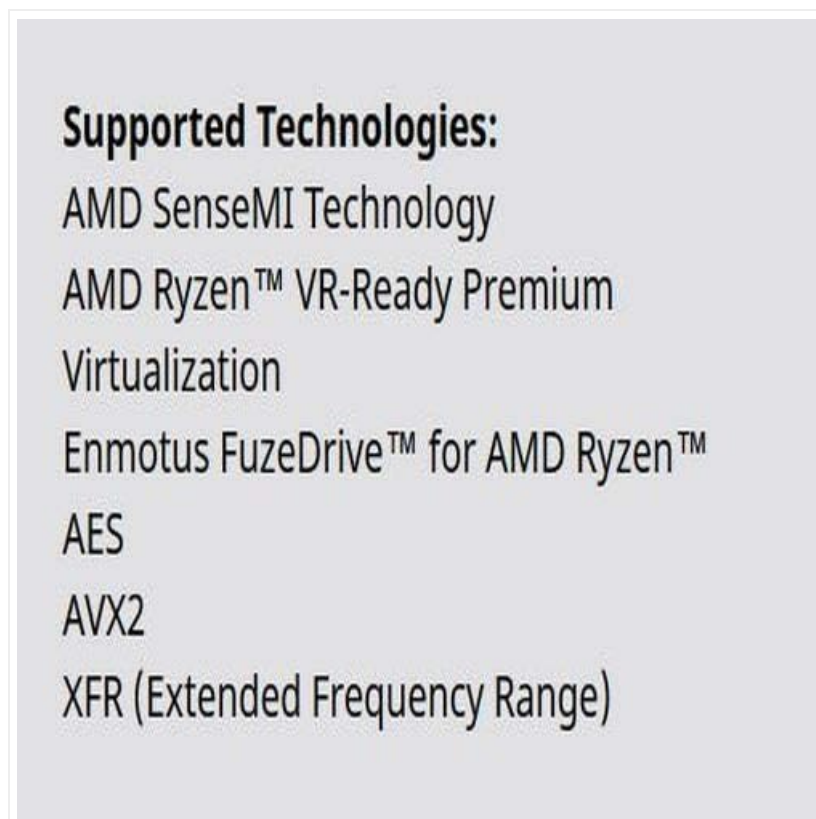 Supported Technologies:
AMD SenseMI Technology
AMD Ryzen™ VR-Ready Premium
Virtualization
Enmotus FuzeDrive™ for AMD Ryzen™
AES
AVX2
XFR (Extended Frequency Range)